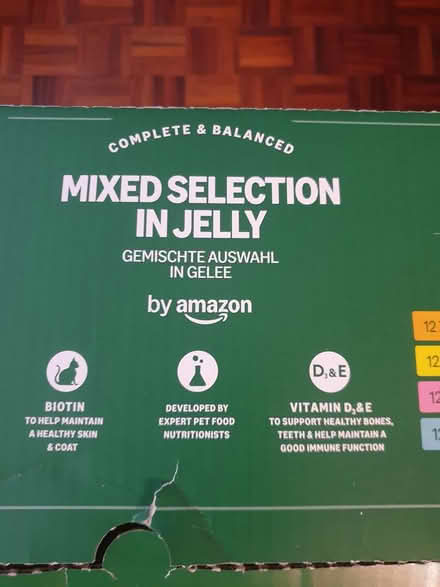 COMPLETE & BALANCED
MIXED SELECTION
IN JELLY
GEMISCHTE AUSWAHL
IN GELEE
by amazon
D₃&E
BIOTIN
TO HELP MAINTAIN
A HEALTHY SKIN
& COAT
DEVELOPED BY
EXPERT PET FOOD
NUTRITIONISTS
VITAMIN D₃&E
TO SUPPORT HEALTHY BONES,
TEETH & HELP MAINTAIN A
GOOD IMMUNE FUNCTION
12
12
12
12